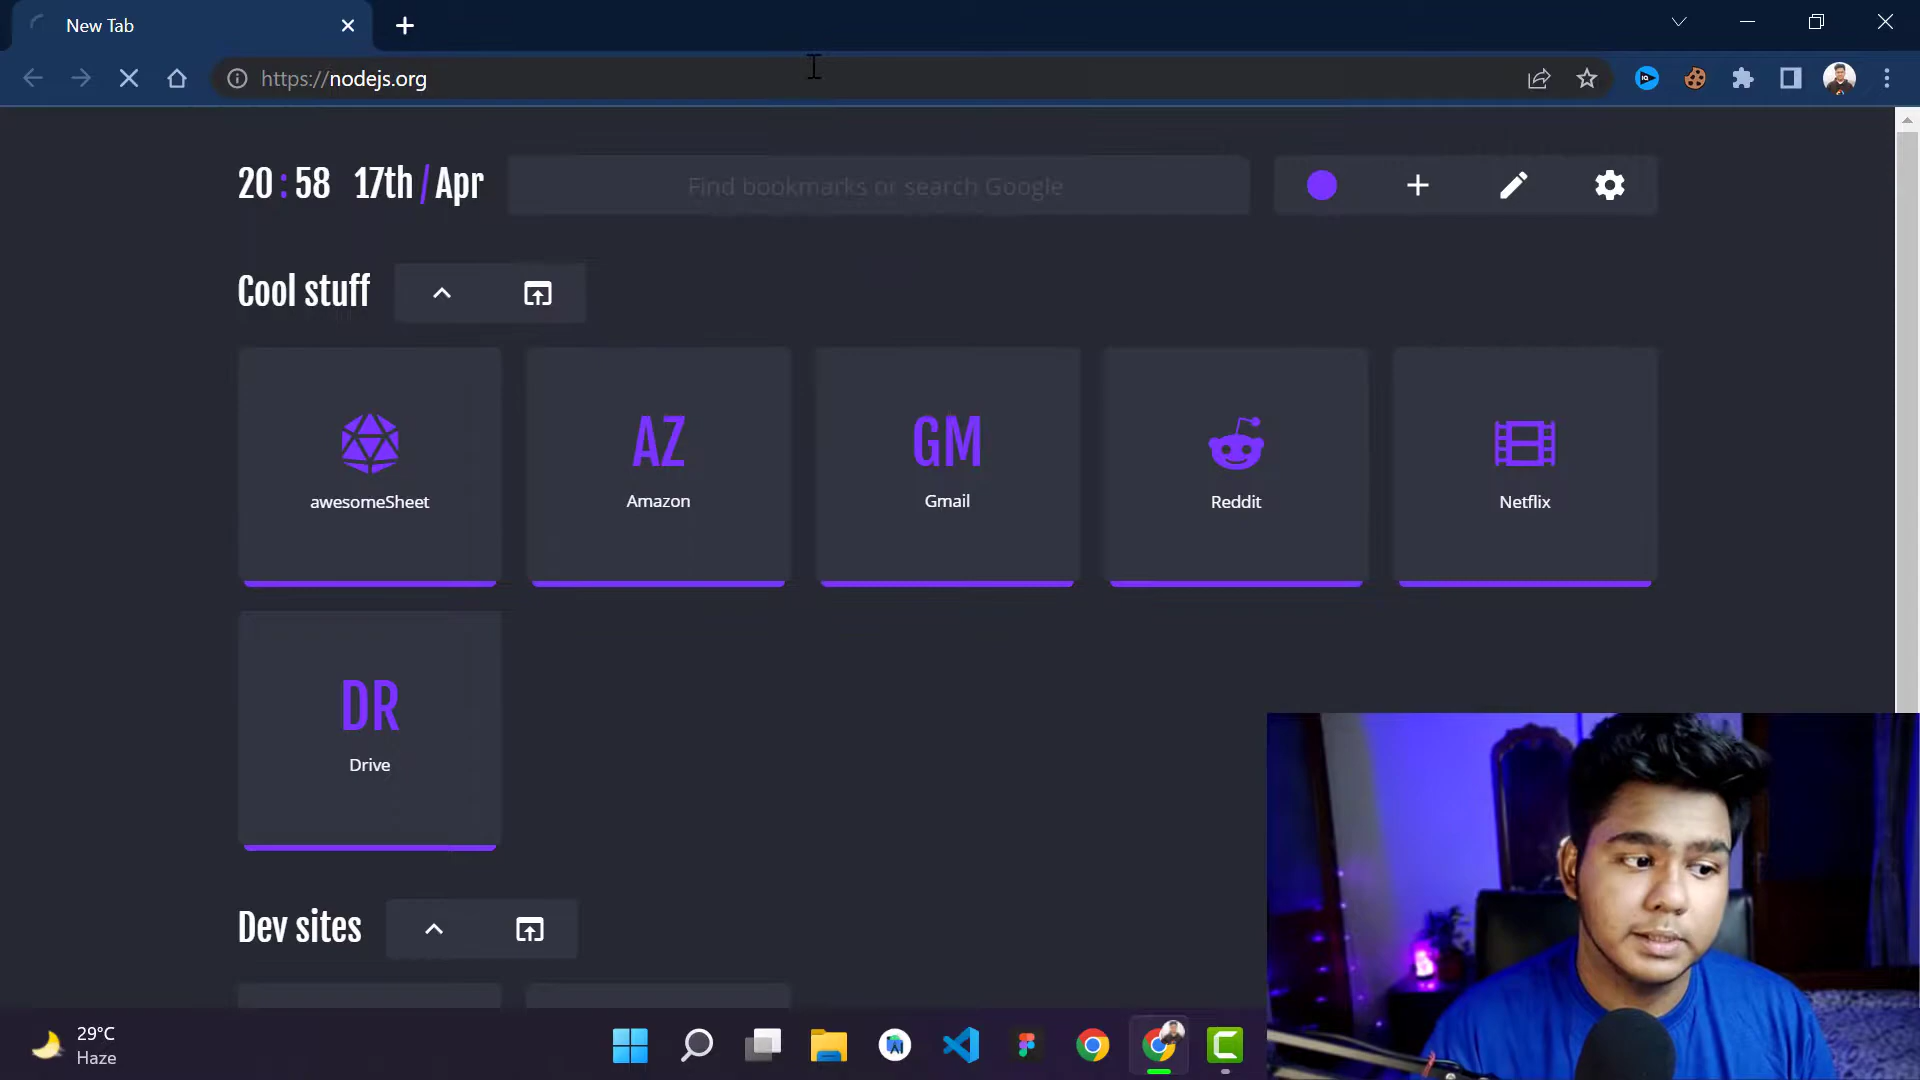 New Tab
https://nodejs.org
20:58 17th/Apr
Find bookmarks or search Google
Cool stuff
awesomeSheet
AZ
Amazon
GM
Gmail
Reddit
Netflix
DR
Drive
Dev sites
29°C
Haze